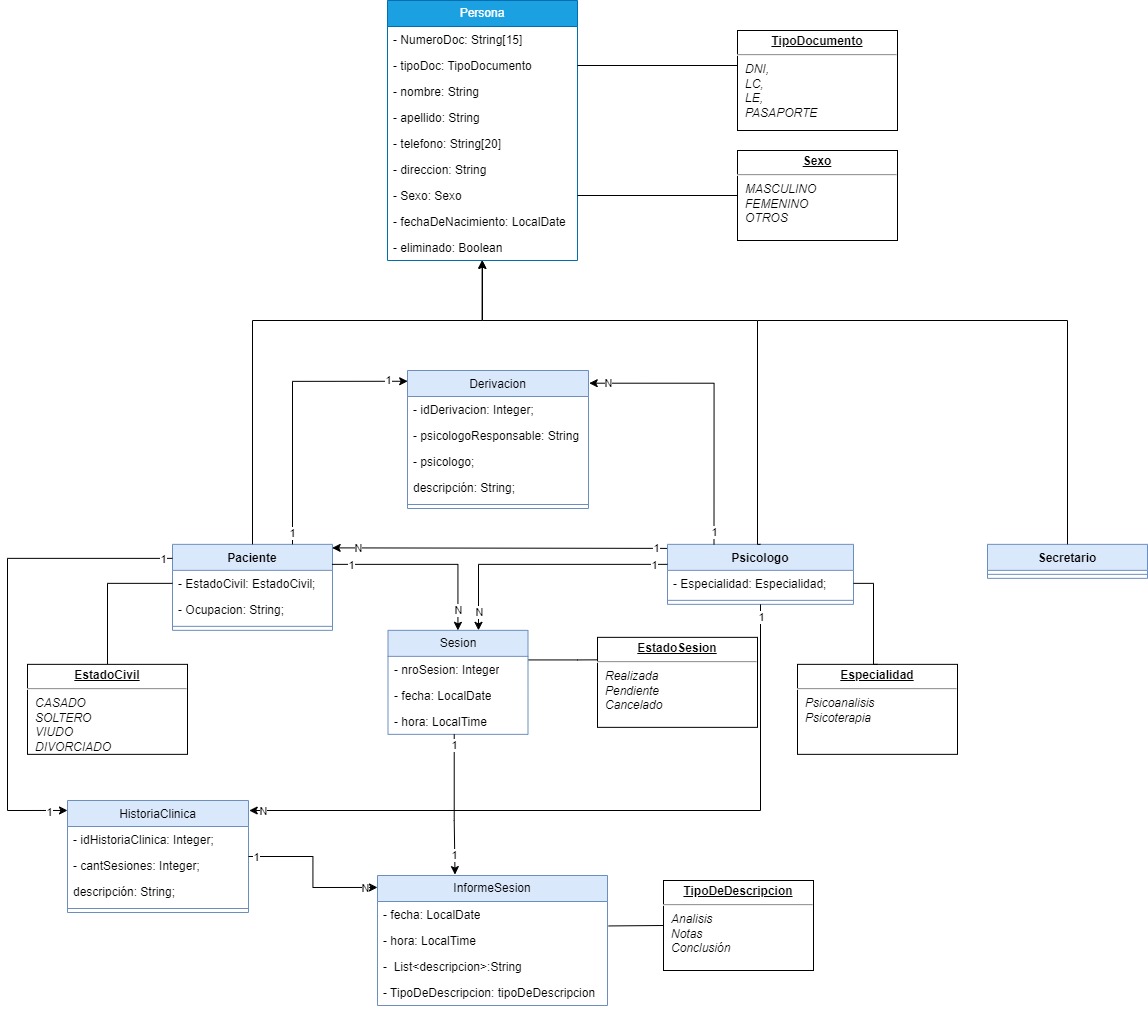 Persona
- NumeroDoc: String[15]
- tipoDoc: TipoDocumento
- nombre: String
- apellido: String
- telefono: String[20]
- direccion: String
- Sexo: Sexo
- fechaDeNacimiento: LocalDate
- eliminado: Boolean
TipoDocumento
DNI,
LC,
LE,
PASAPORTE
Sexo
MASCULINO
FEMENINO
OTROS
1
N
Derivacion
- idDerivacion: Integer;
- psicologoResponsable: String
- psicologo;
descripción: String;
1
1
1
N
1
Paciente
- EstadoCivil: EstadoCivil;
- Ocupacion: String;
1
1
Psicologo
- Especialidad: Especialidad;
Secretario
N
N
1
Sesion
- nroSesion: Integer
- fecha: LocalDate
- hora: LocalTime
EstadoSesion
Realizada
Pendiente
Cancelado
EstadoCivil
CASADO
SOLTERO
VIUDO
DIVORCIADO
Especialidad
Psicoanalisis
Psicoterapia
1
1
N
HistoriaClinica
- idHistoriaClinica: Integer;
- cantSesiones: Integer;
descripción: String;
1
1
N
InformeSesion
- fecha: LocalDate
- hora: LocalTime
- List<descripcion>:String
- TipoDeDescripcion: tipoDeDescripcion
TipoDeDescripcion
Analisis
Notas
Conclusión